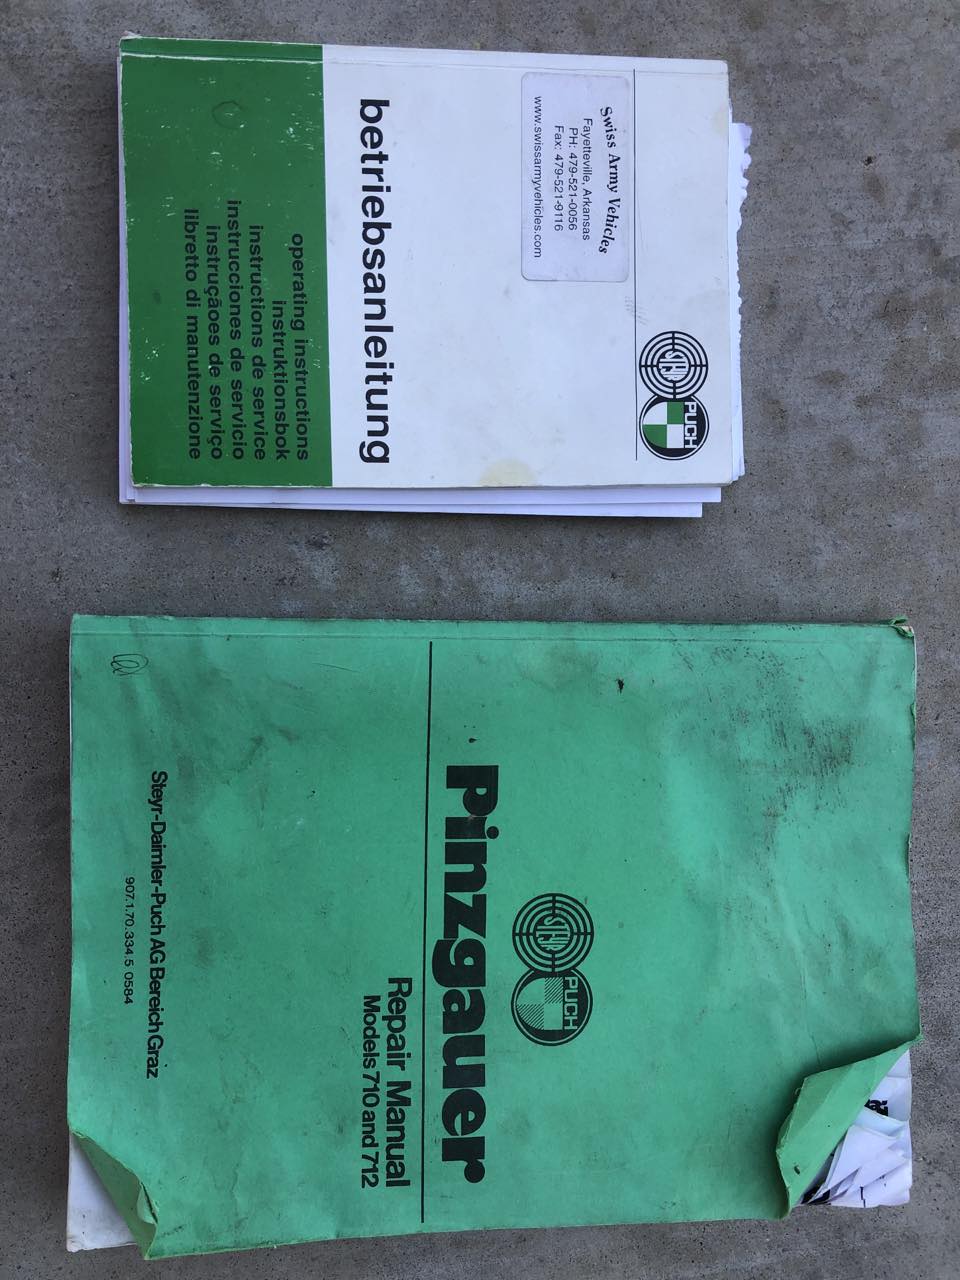 Swiss Army Vehicles
Fayetteville, Arkansas
PH: 479-521-0056
Fax: 479-521-9116
www.swissarmyvehicles.com
STEYR
PUCH
betriebsanleitung
operating instructions
instruktionsbok
instructions de service
instrucciones de servicio
instruçãoes de serviço
libretto di manutenzione
STEYR
PUCH
Pinzgauer
Repair Manual
Models 710 and 712
Steyr-Daimler-Puch AG Bereich Graz
907.1.70.334.5 0584